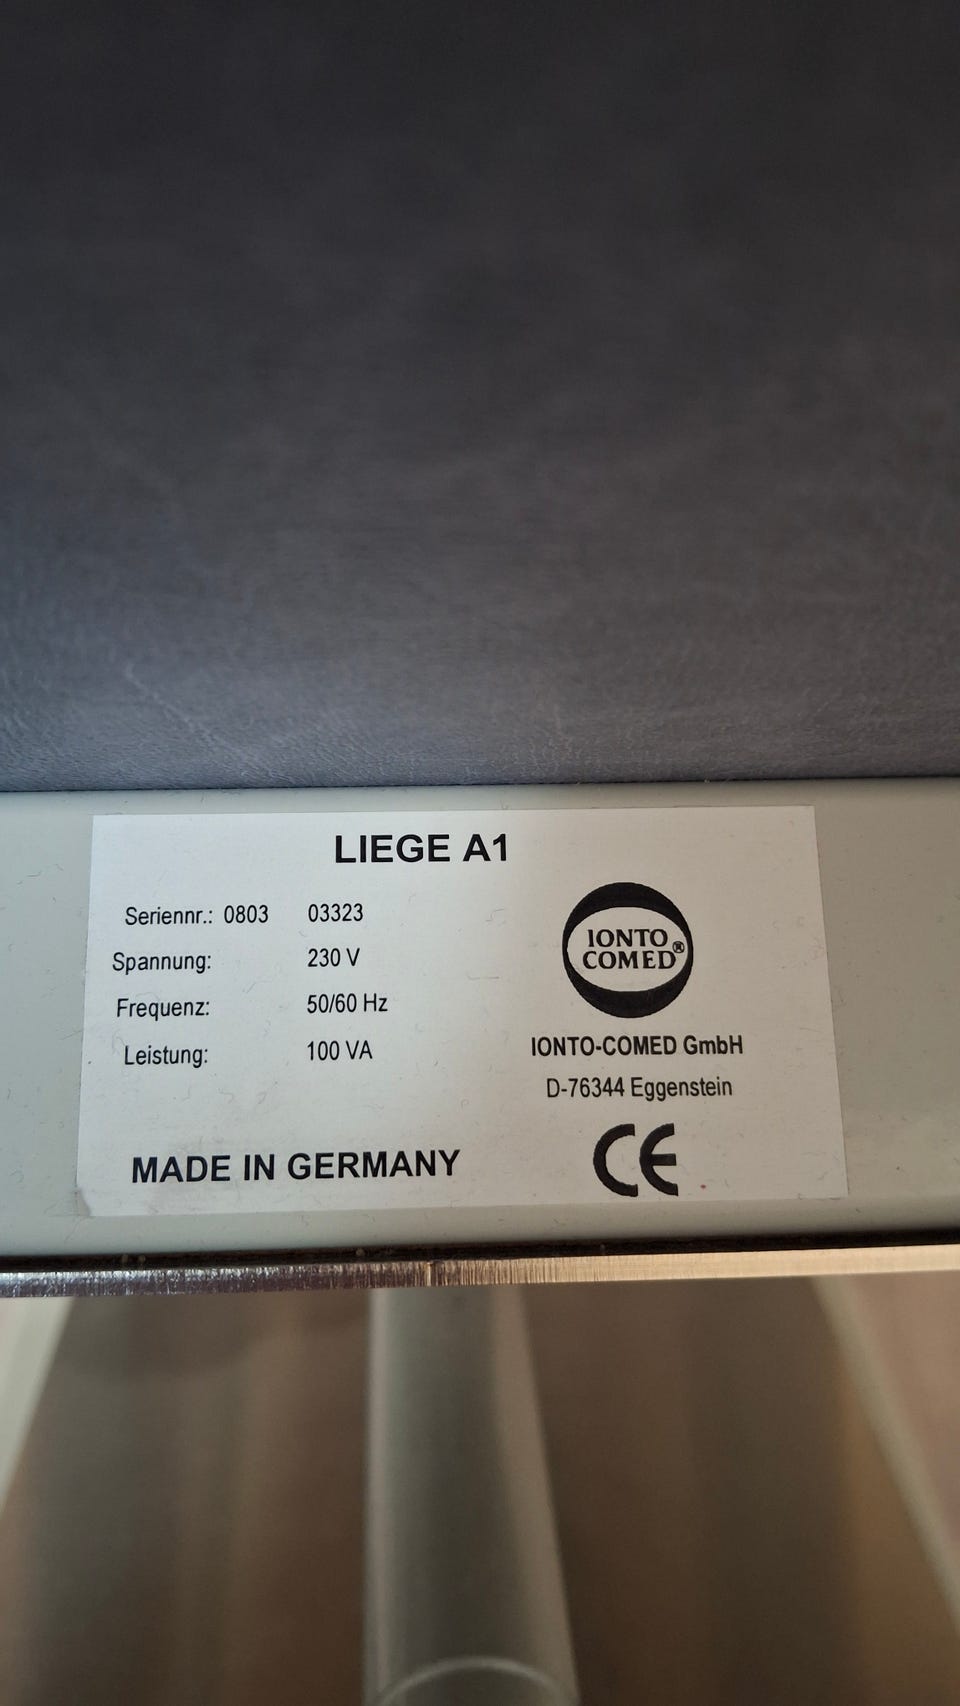 LIEGE A1
Seriennr.: 0803 03323
Spannung: 230 V
Frequenz: 50/60 Hz
Leistung: 100 VA
MADE IN GERMANY
IONTO
COMED®
IONTO-COMED GmbH
D-76344 Eggenstein
CE